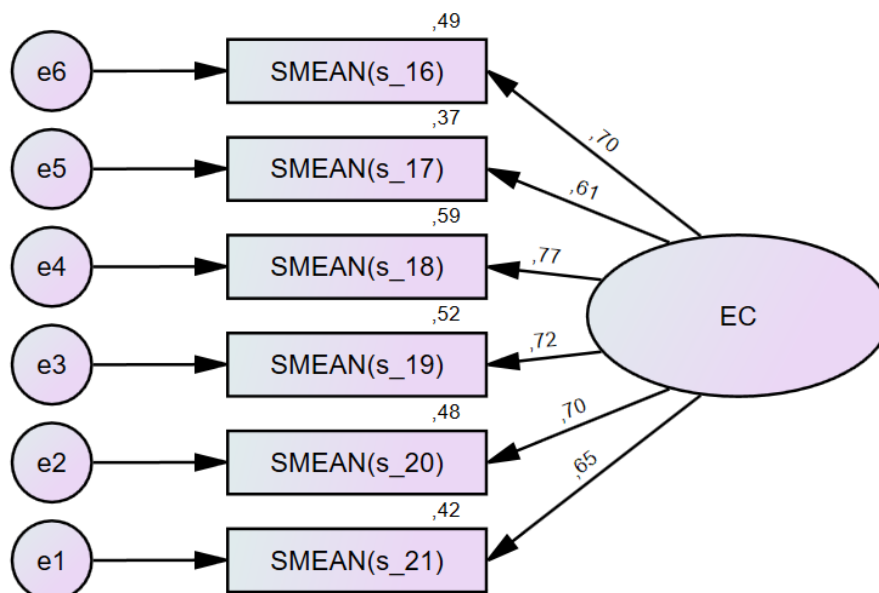 ,49
e6
SMEAN(s_16)
,70
,37
e5
SMEAN(s_17)
,61
,59
e4
SMEAN(s_18)
,77
EC
,52
e3
SMEAN(s_19)
,72
,48
e2
SMEAN(s_20)
,70
,42
e1
SMEAN(s_21)
,65